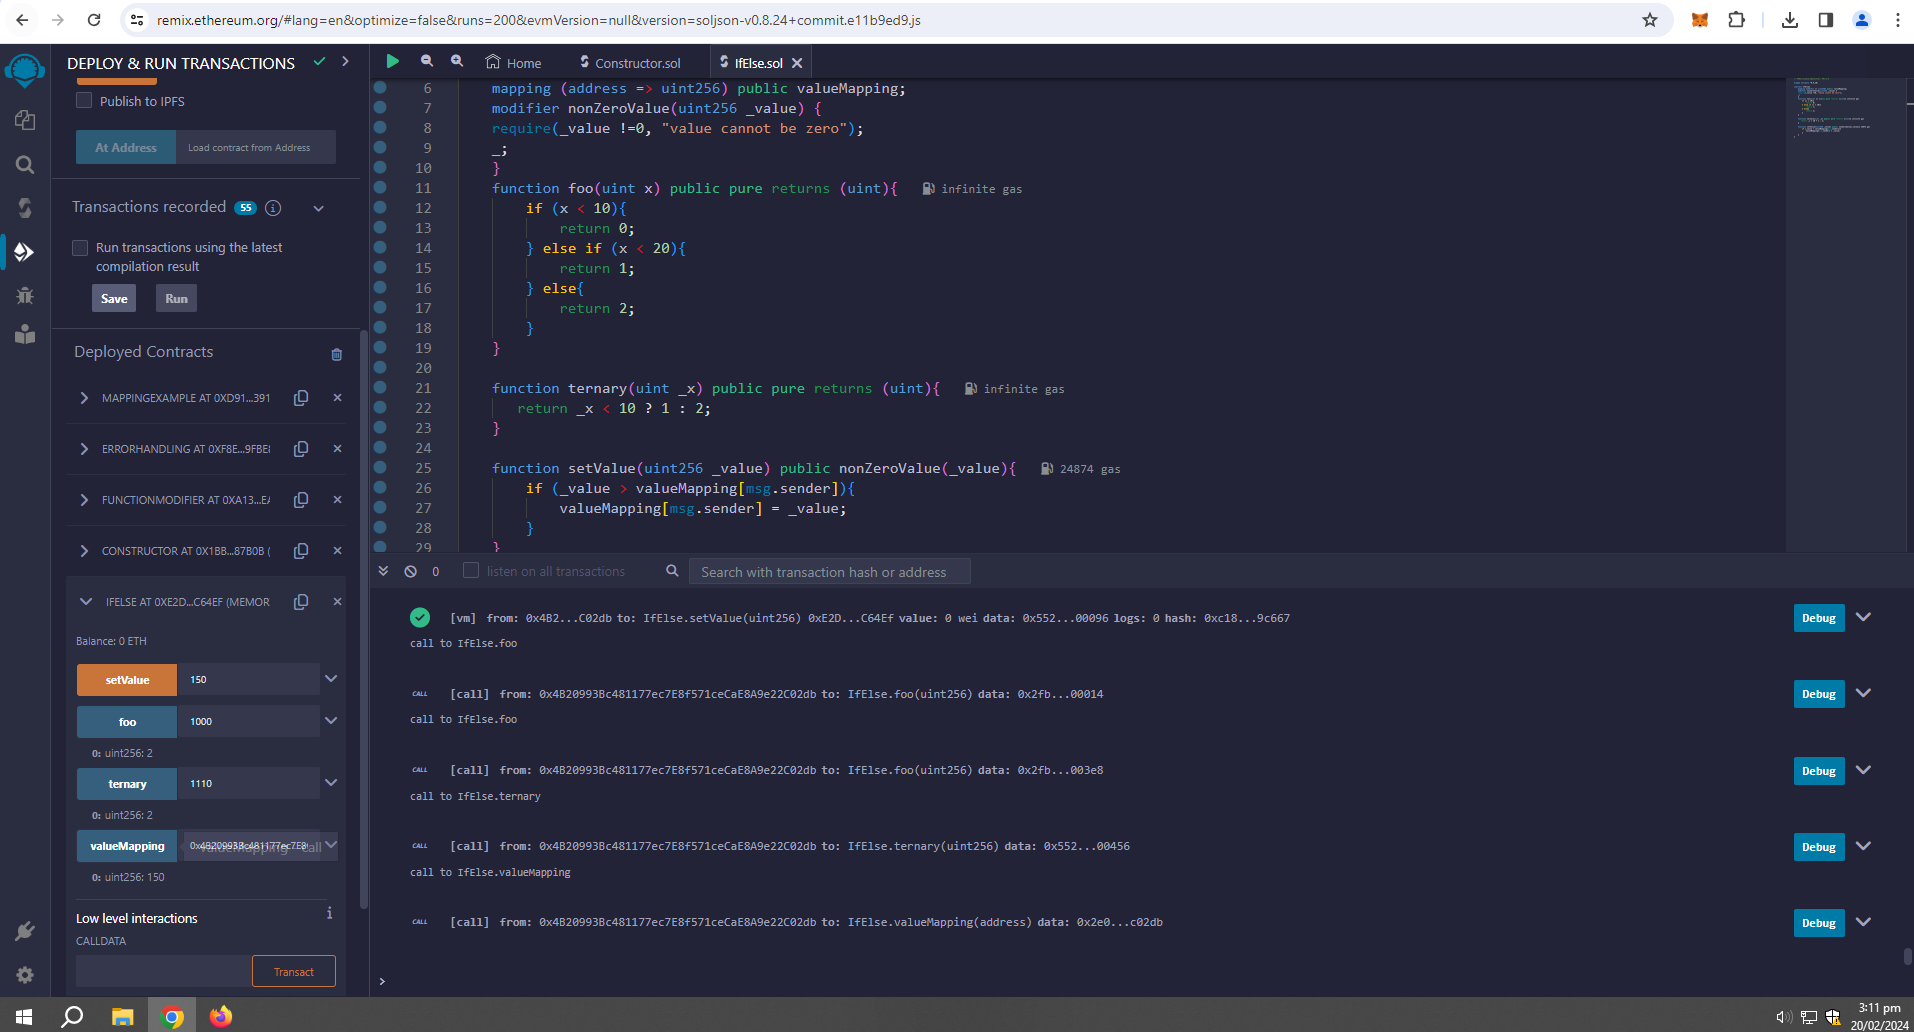 remix.ethereum.org/#lang=en&optimize=false&runs=200&evmVersion=null&version=soljson-v0.8.24+commit.e11b9ed9.js
DEPLOY & RUN TRANSACTIONS
Publish to IPFS
At Address
Load contract from Address
Transactions recorded 55
Run transactions using the latest
compilation result
Save
Run
Deployed Contracts
MAPPINGEXAMPLE AT 0XD91...391
ERRORHANDLING AT 0XF8E...9FBE
FUNCTIONMODIFIER AT 0XA13...EA
CONSTRUCTOR AT 0X1BB...87B0B (
IFELSE AT 0XE2D...C64EF (MEMOR
Balance: 0 ETH
setValue 150
foo 1000
0: uint256: 2
ternary 1110
0: uint256: 2
valueMapping 0x4B20993Bc481177ec7E8
valueMapping - call
0: uint256: 150
Low level interactions
CALLDATA
Transact
Home
Constructor.sol
IfElse.sol
6 mapping (address => uint256) public valueMapping;
7 modifier nonZeroValue(uint256 _value) {
8 require(_value !=0, "value cannot be zero");
9 _;
10 }
11 function foo(uint x) public pure returns (uint){ infinite gas
12 if (x < 10){
13 return 0;
14 } else if (x < 20){
15 return 1;
16 } else{
17 return 2;
18 }
19 }
20
21 function ternary(uint _x) public pure returns (uint){ infinite gas
22 return _x < 10 ? 1 : 2;
23 }
24
25 function setValue(uint256 _value) public nonZeroValue(_value){ 24874 gas
26 if (_value > valueMapping[msg.sender]){
27 valueMapping[msg.sender] = _value;
28 }
29 }
0
listen on all transactions
Search with transaction hash or address
[vm] from: 0x4B2...C02db to: IfElse.setValue(uint256) 0xE2D...C64Ef value: 0 wei data: 0x552...00096 logs: 0 hash: 0xc18...9c667
Debug
call to IfElse.foo
CALL [call] from: 0x4B20993Bc481177ec7E8f571ceCaE8A9e22C02db to: IfElse.foo(uint256) data: 0x2fb...00014
Debug
call to IfElse.foo
CALL [call] from: 0x4B20993Bc481177ec7E8f571ceCaE8A9e22C02db to: IfElse.foo(uint256) data: 0x2fb...003e8
Debug
call to IfElse.ternary
CALL [call] from: 0x4B20993Bc481177ec7E8f571ceCaE8A9e22C02db to: IfElse.ternary(uint256) data: 0x552...00456
Debug
call to IfElse.valueMapping
CALL [call] from: 0x4B20993Bc481177ec7E8f571ceCaE8A9e22C02db to: IfElse.valueMapping(address) data: 0x2e0...c02db
Debug
>
3:11 pm
20/02/2024